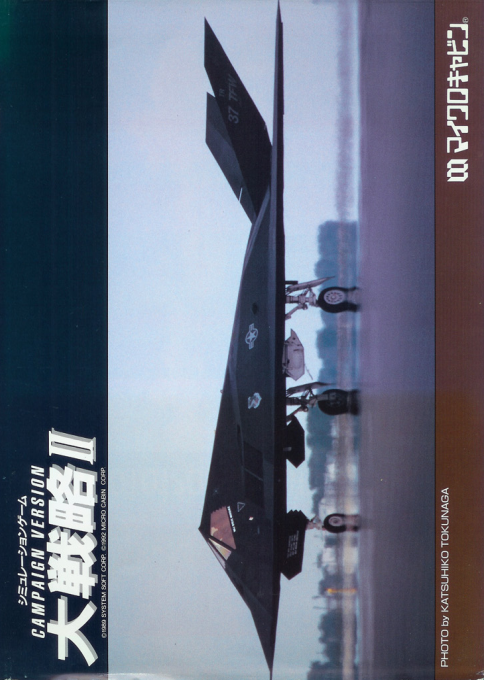 シミュレーションゲーム
CAMPAIGN VERSION
大戦略II
©1989 SYSTEM SOFT CORP. ©1992 MICRO CABIN CORP.
37 TFW
マイクロキャビン®
PHOTO by KATSUHIKO TOKUNAGA